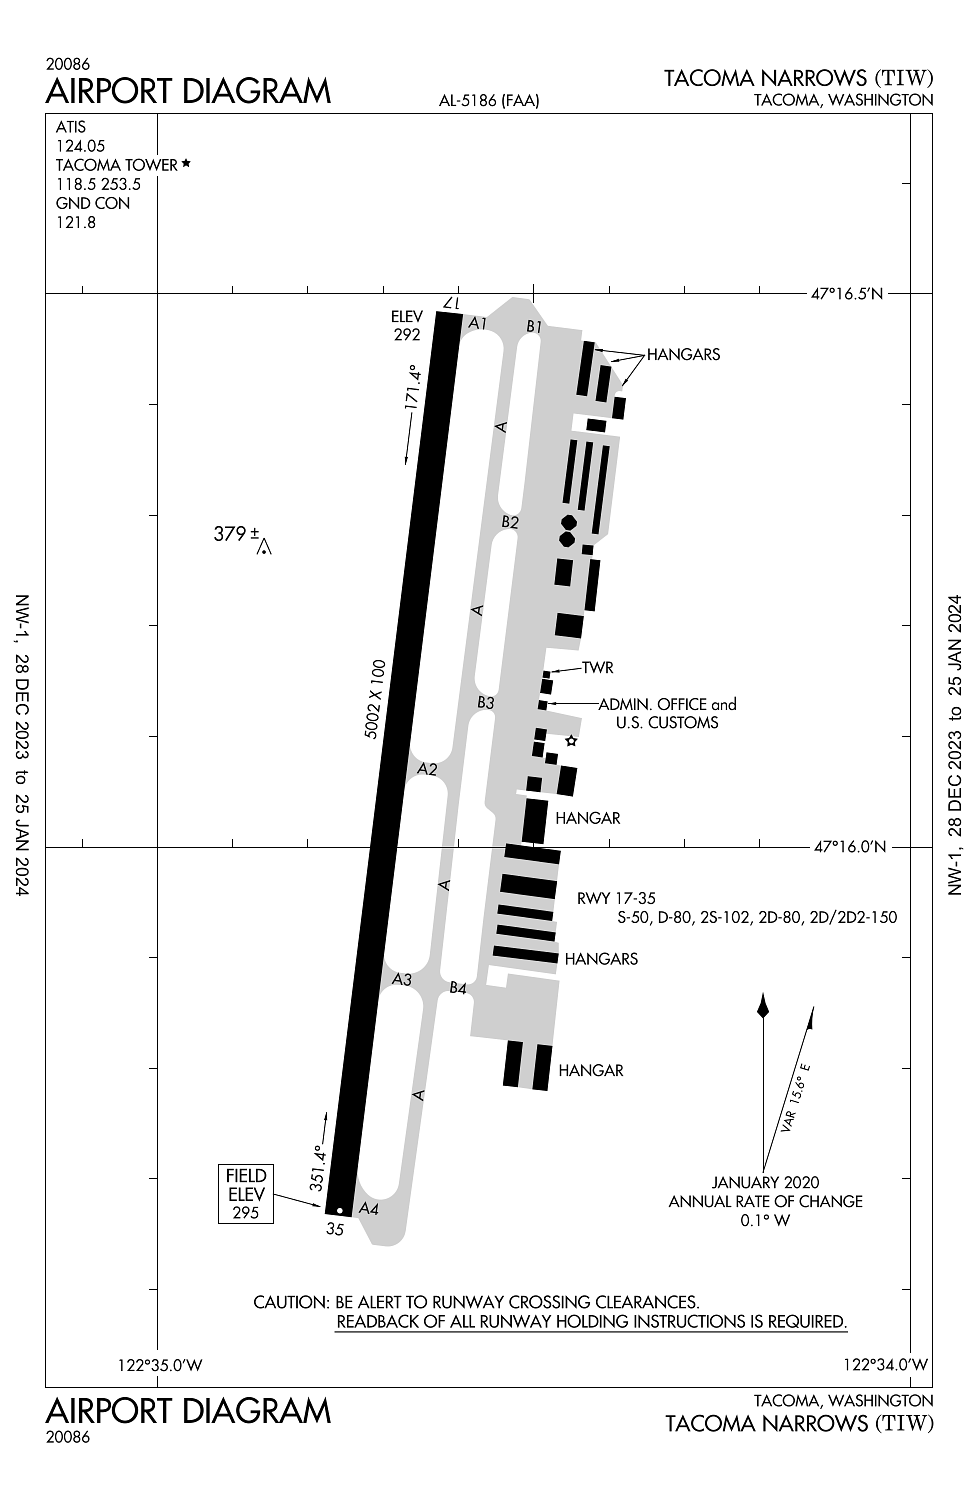 20086
AIRPORT DIAGRAM
AL-5186 (FAA)
TACOMA NARROWS (TIW)
TACOMA, WASHINGTON
ATIS
124.05
TACOMA TOWER ★
118.5 253.5
GND CON
121.8
47°16.5'N
17
ELEV
292
A1
B1
HANGARS
171.4°
A
B2
379 ±
A
TWR
5002 X 100
B3
ADMIN. OFFICE and
U.S. CUSTOMS
A2
HANGAR
47°16.0'N
A
RWY 17-35
S-50, D-80, 2S-102, 2D-80, 2D/2D2-150
HANGARS
A3
B4
HANGAR
A
VAR 15.6° E
351.4°
FIELD
ELEV
295
A4
35
JANUARY 2020
ANNUAL RATE OF CHANGE
0.1° W
CAUTION: BE ALERT TO RUNWAY CROSSING CLEARANCES.
READBACK OF ALL RUNWAY HOLDING INSTRUCTIONS IS REQUIRED.
122°35.0'W
122°34.0'W
NW-1, 28 DEC 2023 to 25 JAN 2024
NW-1, 28 DEC 2023 to 25 JAN 2024
AIRPORT DIAGRAM
20086
TACOMA, WASHINGTON
TACOMA NARROWS (TIW)